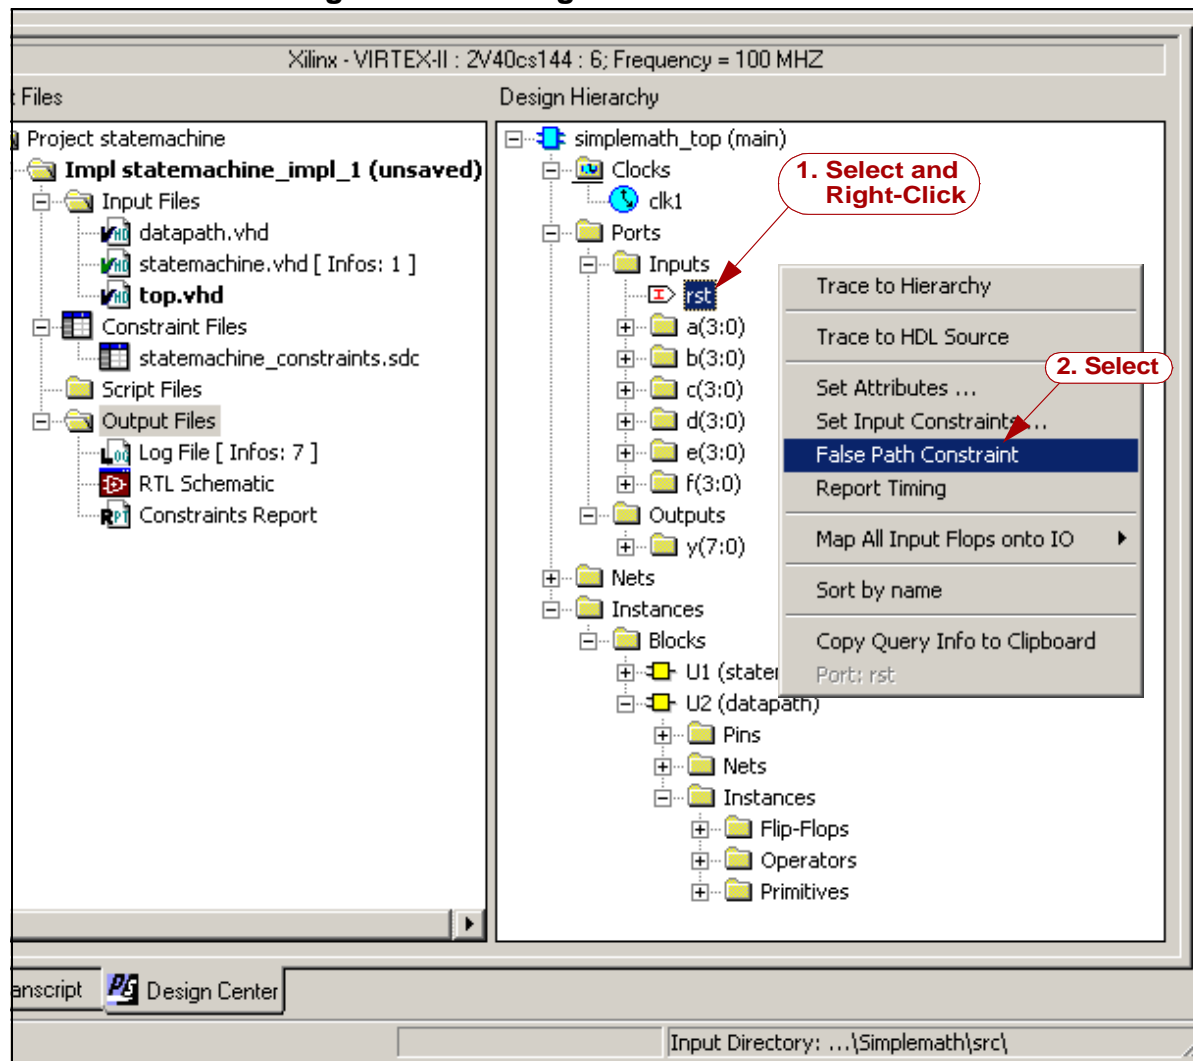 Xilinx - VIRTEX-II : 2V40cs144 : 6; Frequency = 100 MHZ
Files
Project statemachine
Impl statemachine_impl_1 (unsaved)
Input Files
datapath.vhd
statemachine.vhd [ Infos: 1 ]
top.vhd
Constraint Files
statemachine_constraints.sdc
Script Files
Output Files
Log File [ Infos: 7 ]
RTL Schematic
Constraints Report
Design Hierarchy
simplemath_top (main)
Clocks
clk1
Ports
Inputs
rst
a(3:0)
b(3:0)
c(3:0)
d(3:0)
e(3:0)
f(3:0)
Outputs
y(7:0)
Nets
Instances
Blocks
U1 (state
U2 (datapath)
Pins
Nets
Instances
Flip-Flops
Operators
Primitives
1. Select and
Right-Click
Trace to Hierarchy
Trace to HDL Source
2. Select
Set Attributes ...
Set Input Constraints ...
False Path Constraint
Report Timing
Map All Input Flops onto IO
Sort by name
Copy Query Info to Clipboard
Port: rst
anscript
Design Center
Input Directory: ...\Simplemath\src\